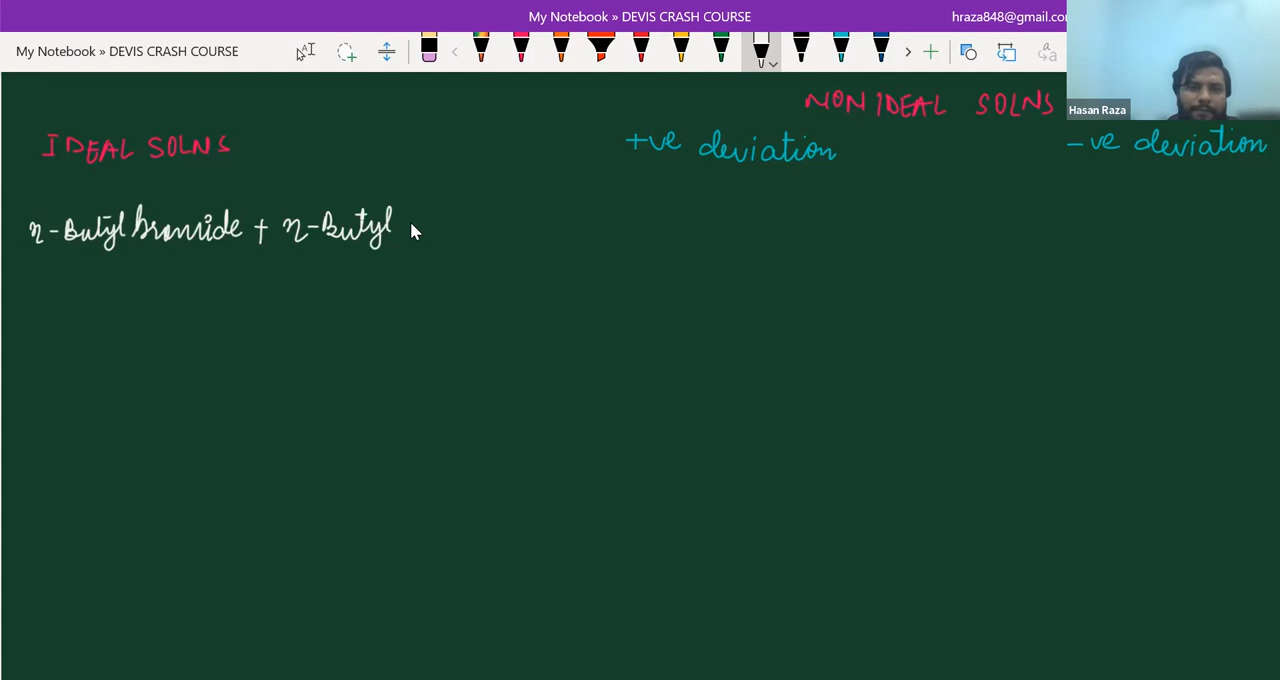 My Notebook » DEVIS CRASH COURSE
hraza848@gmail.co
My Notebook » DEVIS CRASH COURSE
Hasan Raza
NON IDEAL SOLNS
IDEAL SOLNS
+ve deviation
-ve deviation
n-Butyl bromide + n-Butyl